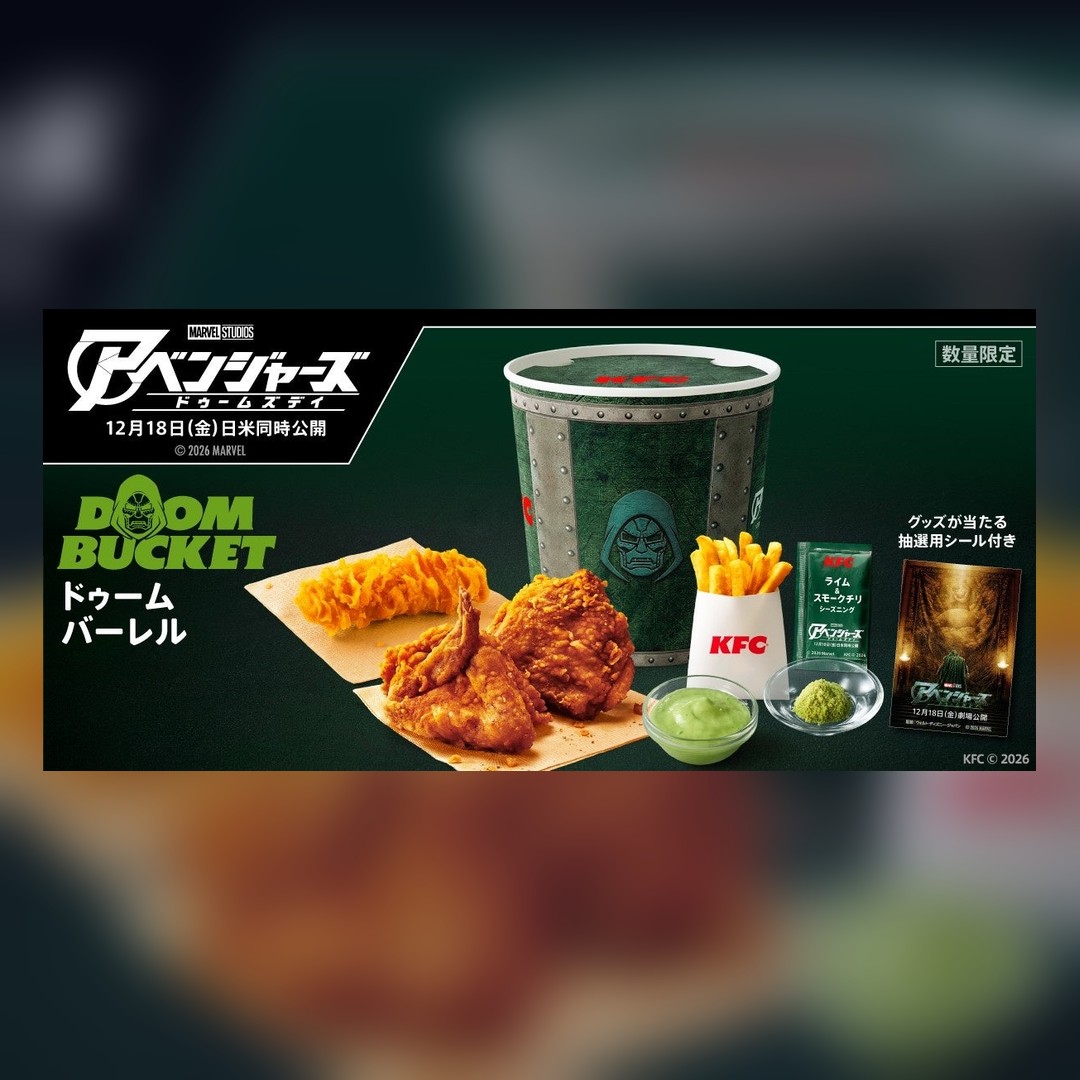 MARVEL STUDIOS
アベンジャーズ
ドゥームズデイ
12月18日(金)日米同時公開
© 2026 MARVEL
数量限定
DOOM
BUCKET
ドゥーム
バーレル
KFC
KFC
KFC
ライム
&
スモークチリ
シーズニング
アベンジャーズ
グッズが当たる
抽選用シール付き
アベンジャーズ
12月18日(金)劇場公開
KFC © 2026